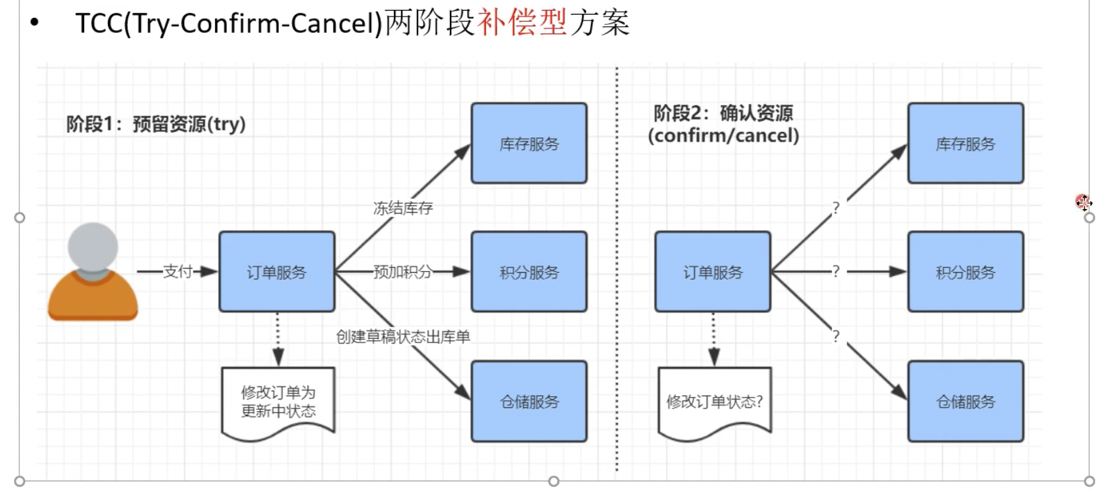 • TCC(Try-Confirm-Cancel)两阶段补偿型方案
阶段1：预留资源(try)
库存服务
冻结库存
支付
订单服务
预加积分
积分服务
创建草稿状态出库单
修改订单为
更新中状态
仓储服务
阶段2：确认资源
(confirm/cancel)
库存服务
?
订单服务
?
积分服务
?
修改订单状态?
仓储服务